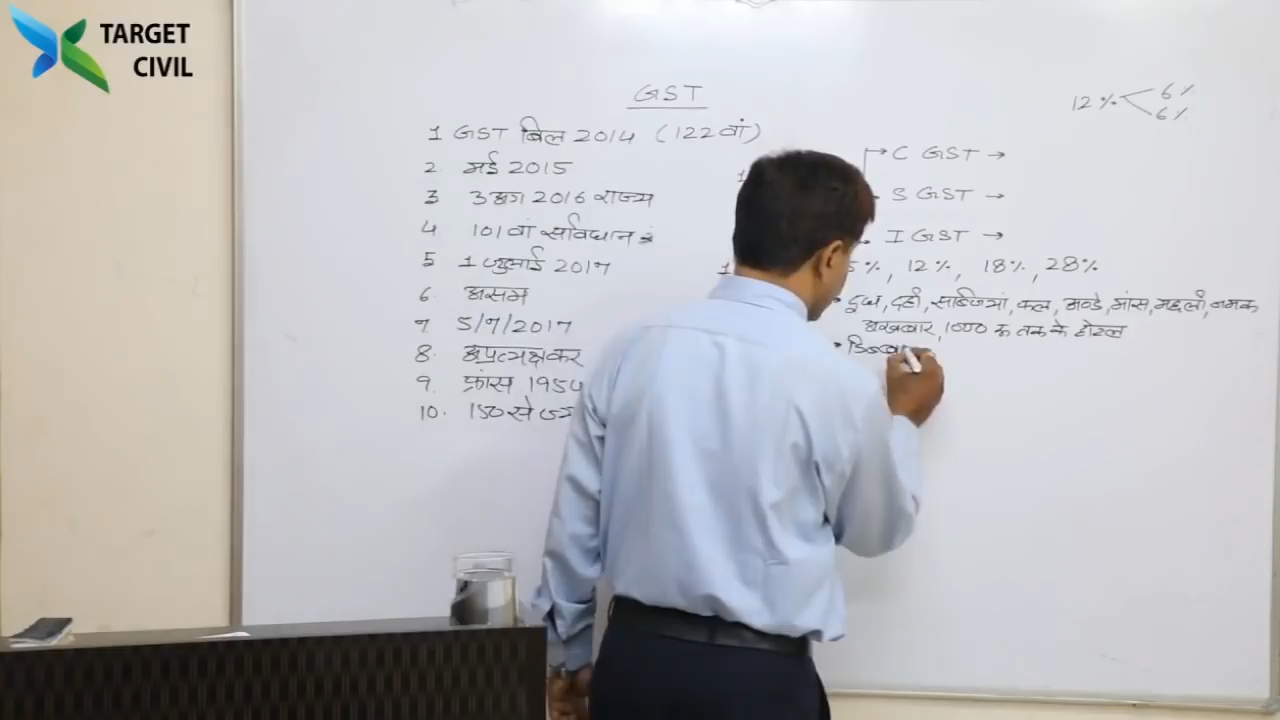 TARGET
CIVIL
GST
1 GST बिल 2014 (122वां)
2. मई 2015
3 3 अग 2016 राज्य
4 101 वां संविधान सं
5 1 जुलाई 2017
6. असम
7 5/7/2017
8. अप्रत्यक्षकर
9. फ्रांस 1954
10. 150 से
12% 6%
6%
C GST →
S GST →
I GST →
5%, 12%, 18%, 28%
• दूध, दही, सब्जियां, फल, अण्डे, मांस, मछली, नमक
अखबार, 1000 रू तक के होटल